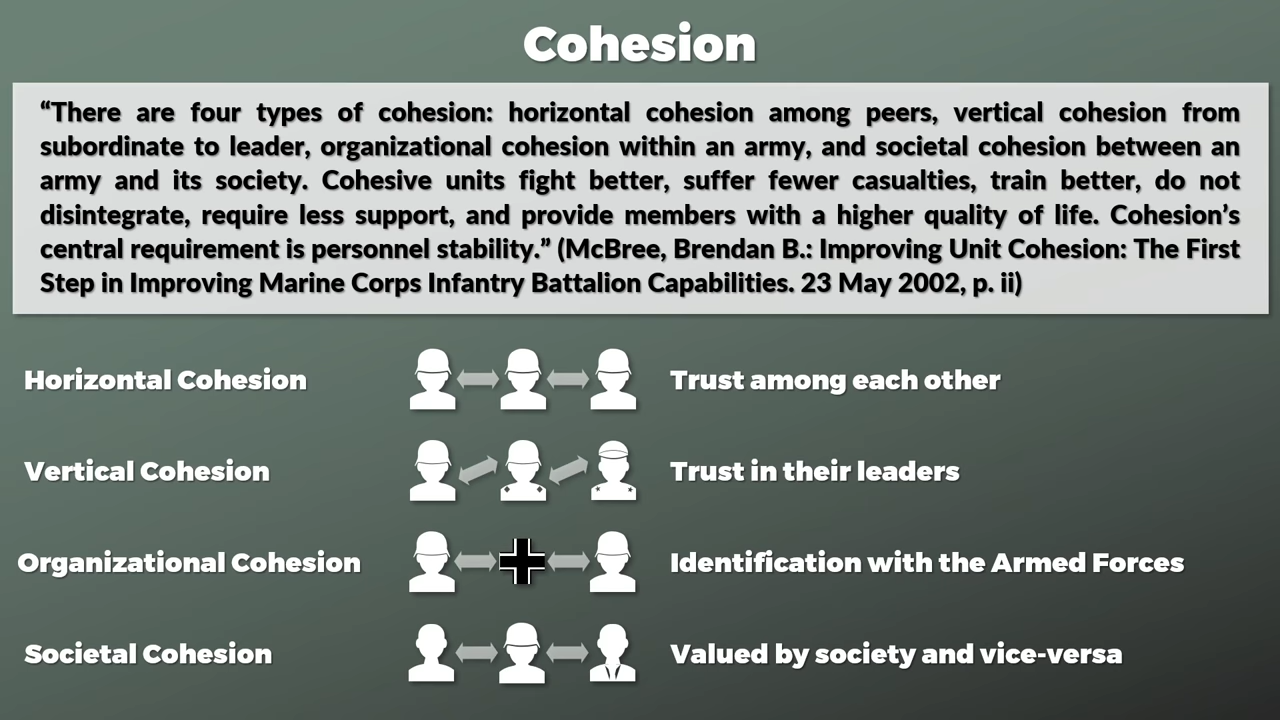 Cohesion
“There are four types of cohesion: horizontal cohesion among peers, vertical cohesion from
subordinate to leader, organizational cohesion within an army, and societal cohesion between an
army and its society. Cohesive units fight better, suffer fewer casualties, train better, do not
disintegrate, require less support, and provide members with a higher quality of life. Cohesion’s
central requirement is personnel stability.” (McBree, Brendan B.: Improving Unit Cohesion: The First
Step in Improving Marine Corps Infantry Battalion Capabilities. 23 May 2002, p. ii)
Horizontal Cohesion
Trust among each other
Vertical Cohesion
Trust in their leaders
Organizational Cohesion
Identification with the Armed Forces
Societal Cohesion
Valued by society and vice-versa